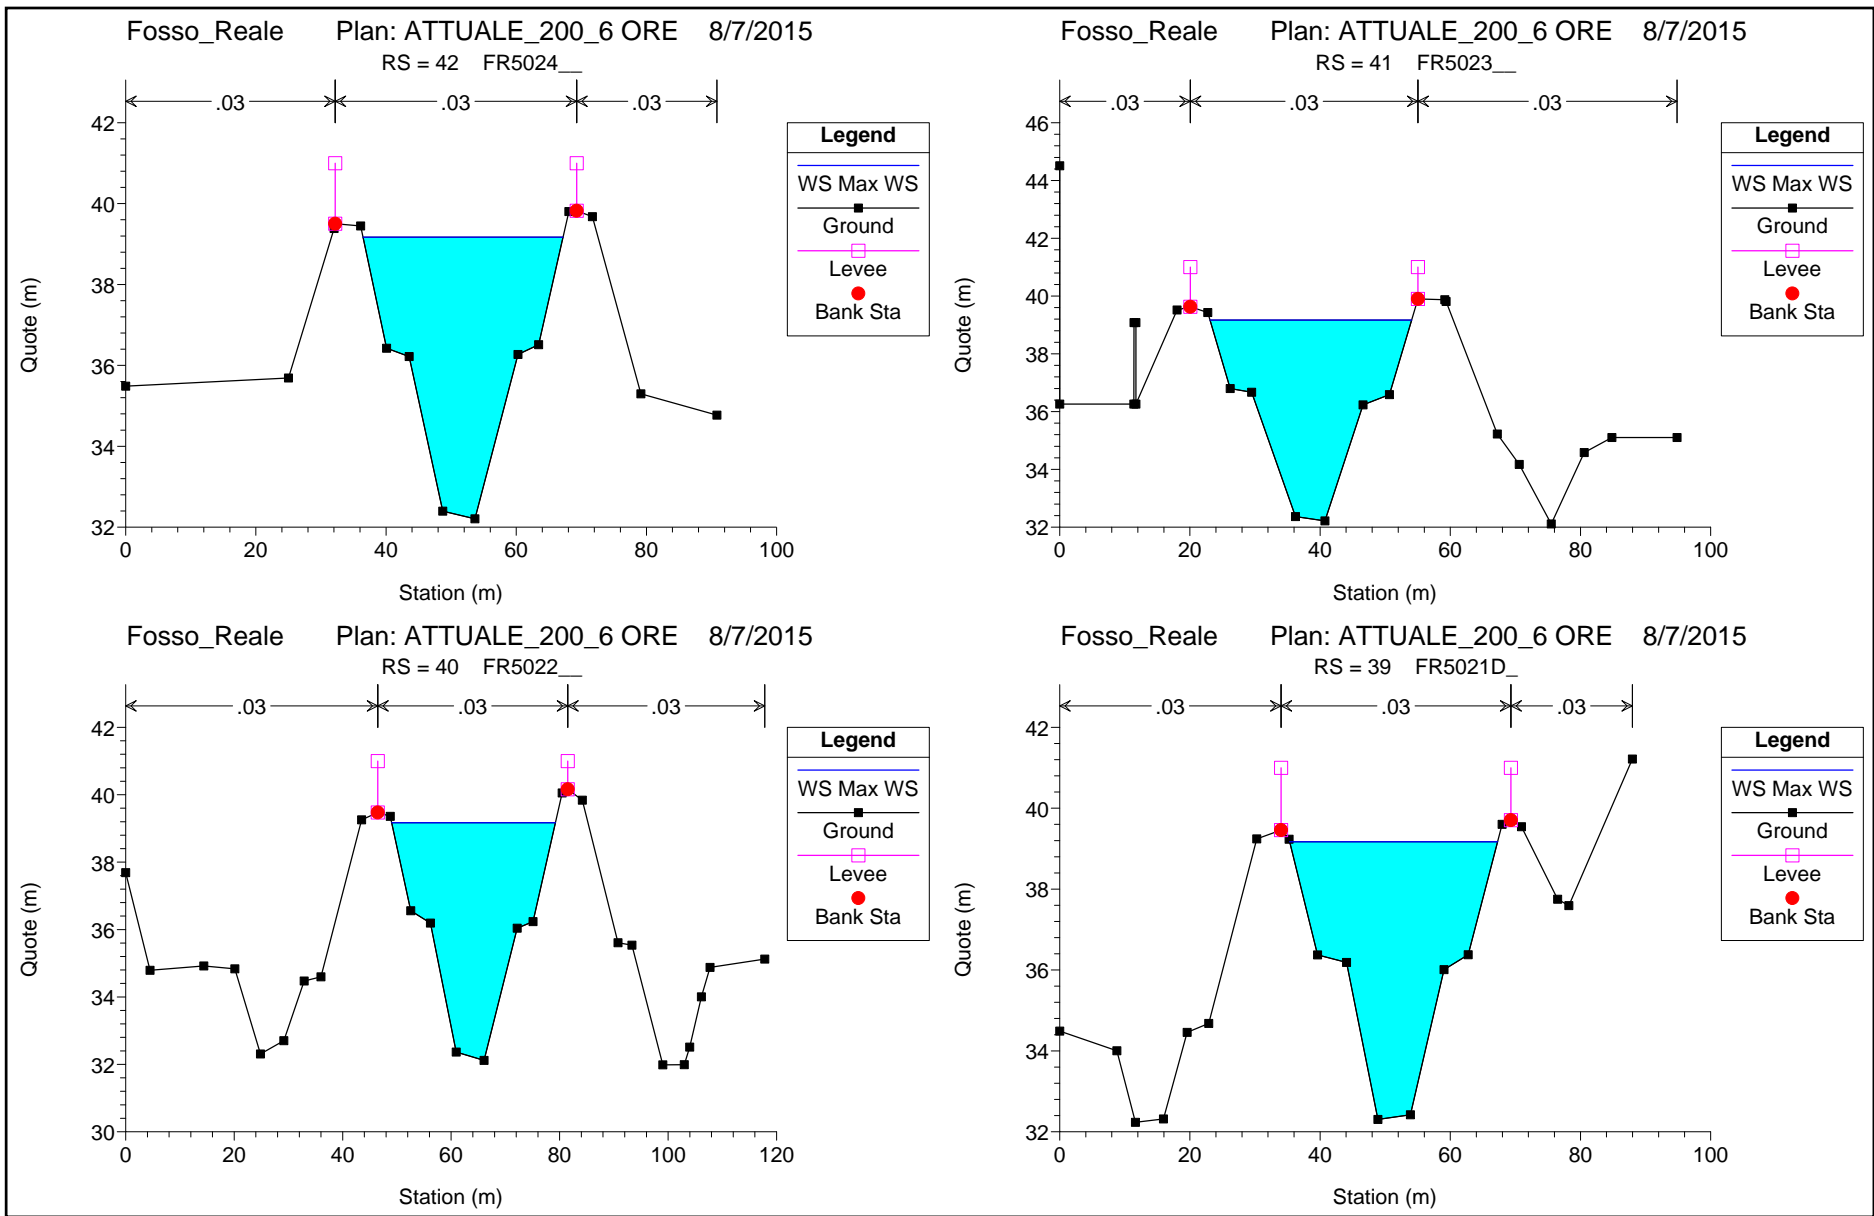 Fosso_Reale Plan: ATTUALE_200_6 ORE 8/7/2015
RS = 42 FR5024__
.03 .03 .03
42
40
38
36
34
32
0 20 40 60 80 100
Station (m)
Quote (m)
Legend
WS Max WS
Ground
Levee
Bank Sta
Fosso_Reale Plan: ATTUALE_200_6 ORE 8/7/2015
RS = 41 FR5023__
.03 .03 .03
46
44
42
40
38
36
34
32
0 20 40 60 80 100
Station (m)
Quote (m)
Legend
WS Max WS
Ground
Levee
Bank Sta
Fosso_Reale Plan: ATTUALE_200_6 ORE 8/7/2015
RS = 40 FR5022__
.03 .03 .03
42
40
38
36
34
32
30
0 20 40 60 80 100 120
Station (m)
Quote (m)
Legend
WS Max WS
Ground
Levee
Bank Sta
Fosso_Reale Plan: ATTUALE_200_6 ORE 8/7/2015
RS = 39 FR5021D_
.03 .03 .03
42
40
38
36
34
32
0 20 40 60 80 100
Station (m)
Quote (m)
Legend
WS Max WS
Ground
Levee
Bank Sta